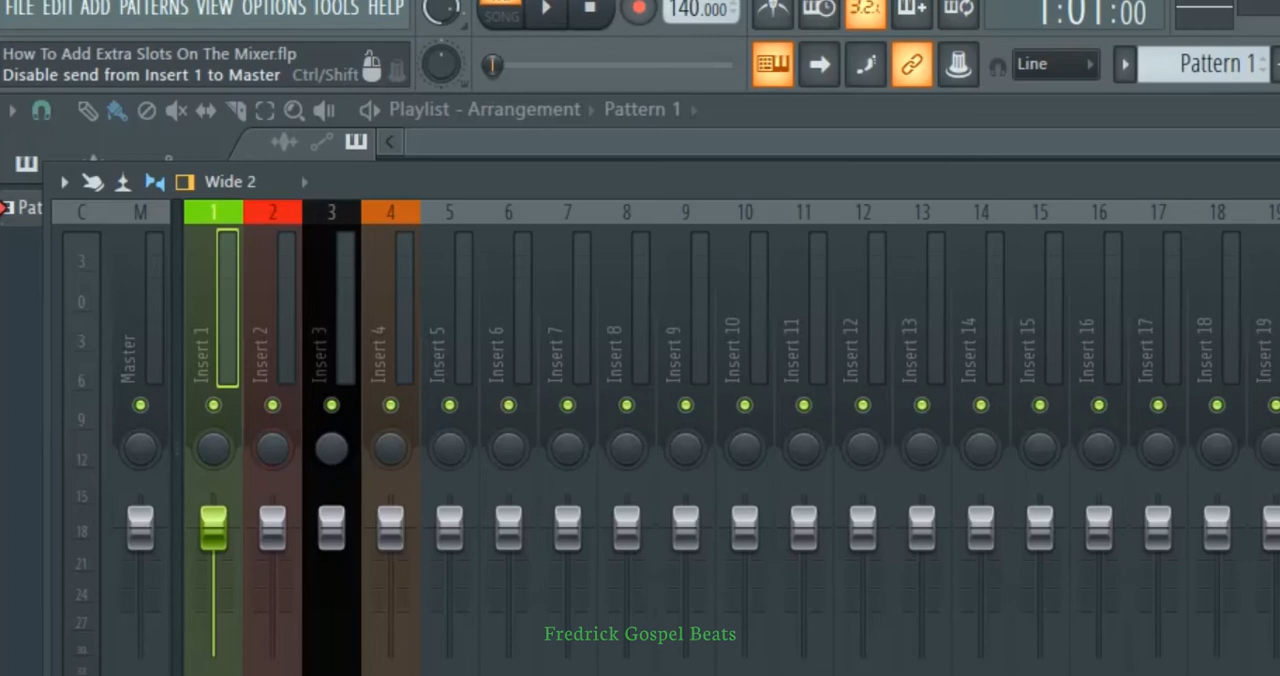 FILE EDIT ADD PATTERNS VIEW OPTIONS TOOLS HELP
SONG
140.000
3.2.
1:01:00
How To Add Extra Slots On The Mixer.flp
Disable send from Insert 1 to Master Ctrl/Shift
Line
Pattern 1
Playlist - Arrangement Pattern 1
Wide 2
Pat
C M 1 2 3 4 5 6 7 8 9 10 11 12 13 14 15 16 17 18 19
3
0
3
6
9
12
15
18
21
24
27
Master
Insert 1
Insert 2
Insert 3
Insert 4
Insert 5
Insert 6
Insert 7
Insert 8
Insert 9
Insert 10
Insert 11
Insert 12
Insert 13
Insert 14
Insert 15
Insert 16
Insert 17
Insert 18
Insert 19
Fredrick Gospel Beats